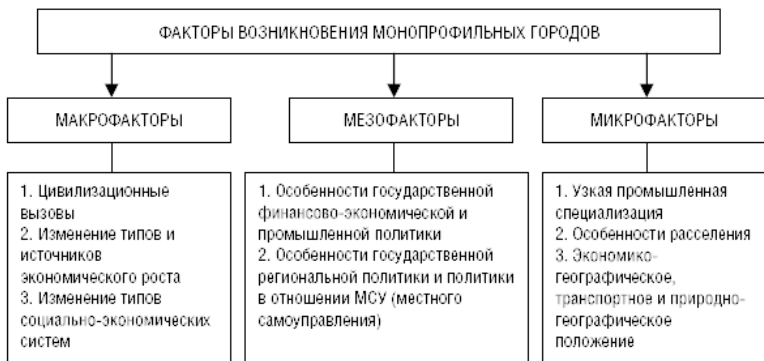 ФАКТОРЫ ВОЗНИКНОВЕНИЯ МОНОПРОФИЛЬНЫХ ГОРОДОВ
МАКРОФАКТОРЫ
1. Цивилизационные
вызовы
2. Изменение типов и
источников
экономического роста
3. Изменение типов
социально-экономических
систем
МЕЗОФАКТОРЫ
1. Особенности государственной
финансово-экономической и
промышленной политики
2. Особенности государственной
региональной политики и политики
в отношении МСУ (местного
самоуправления)
МИКРОФАКТОРЫ
1. Узкая промышленная
специализация
2. Особенности расселения
3. Экономико-
географическое,
транспортное и природно-
географическое
положение